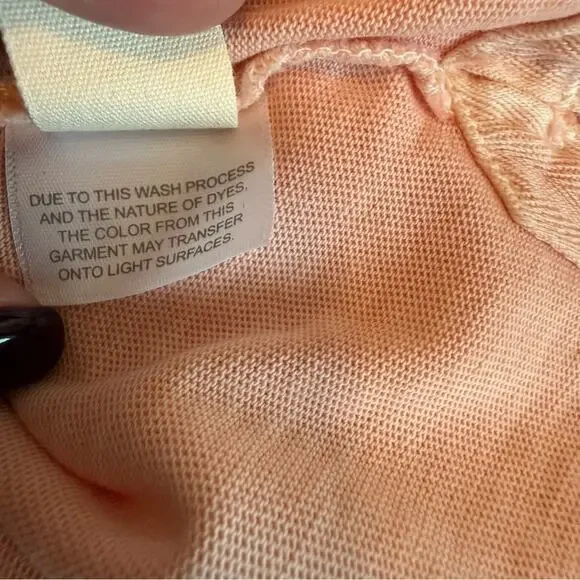 DUE TO THIS WASH PROCESS
AND THE NATURE OF DYES,
THE COLOR FROM THIS
GARMENT MAY TRANSFER
ONTO LIGHT SURFACES.